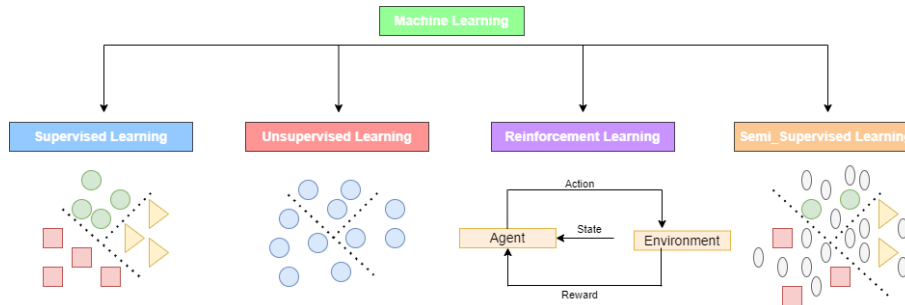 Machine Learning
Supervised Learning
Unsupervised Learning
Reinforcement Learning
Semi_Supervised Learning
Action
State
Agent
Environment
Reward